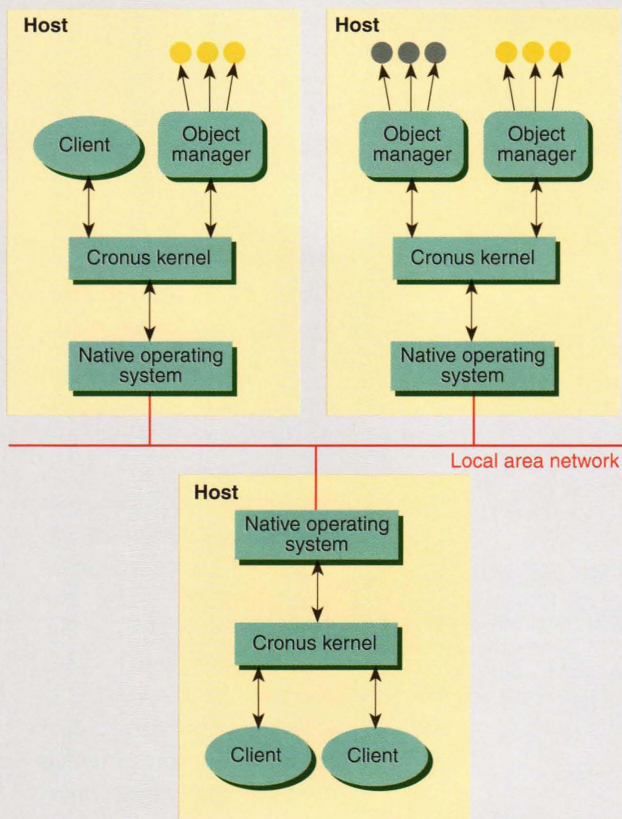 Host
Client
Object
manager
Cronus kernel
Native operating
system
Host
Object
manager
Object
manager
Cronus kernel
Native operating
system
Local area network
Host
Native operating
system
Cronus kernel
Client
Client